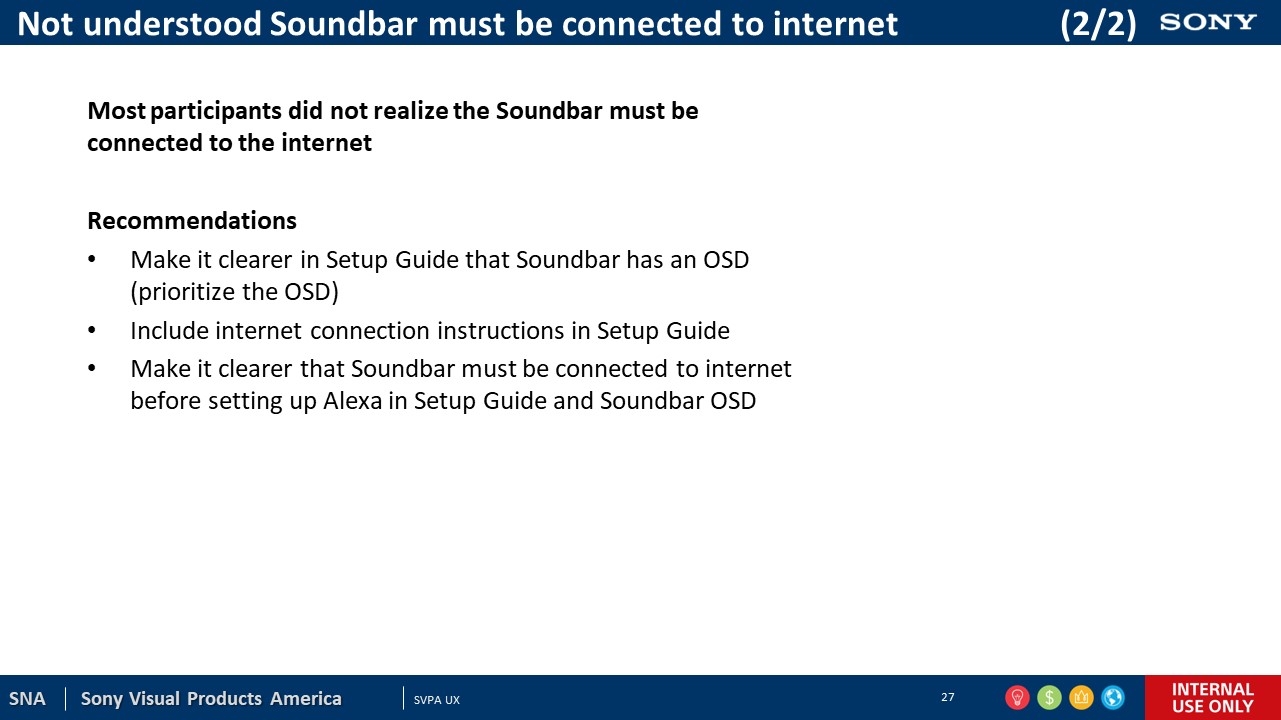 Not understood Soundbar must be connected to internet (2/2) SONY
Most participants did not realize the Soundbar must be
connected to the internet
Recommendations
• Make it clearer in Setup Guide that Soundbar has an OSD
(prioritize the OSD)
• Include internet connection instructions in Setup Guide
• Make it clearer that Soundbar must be connected to internet
before setting up Alexa in Setup Guide and Soundbar OSD
SNA Sony Visual Products America SVPA UX 27 $ INTERNAL
USE ONLY